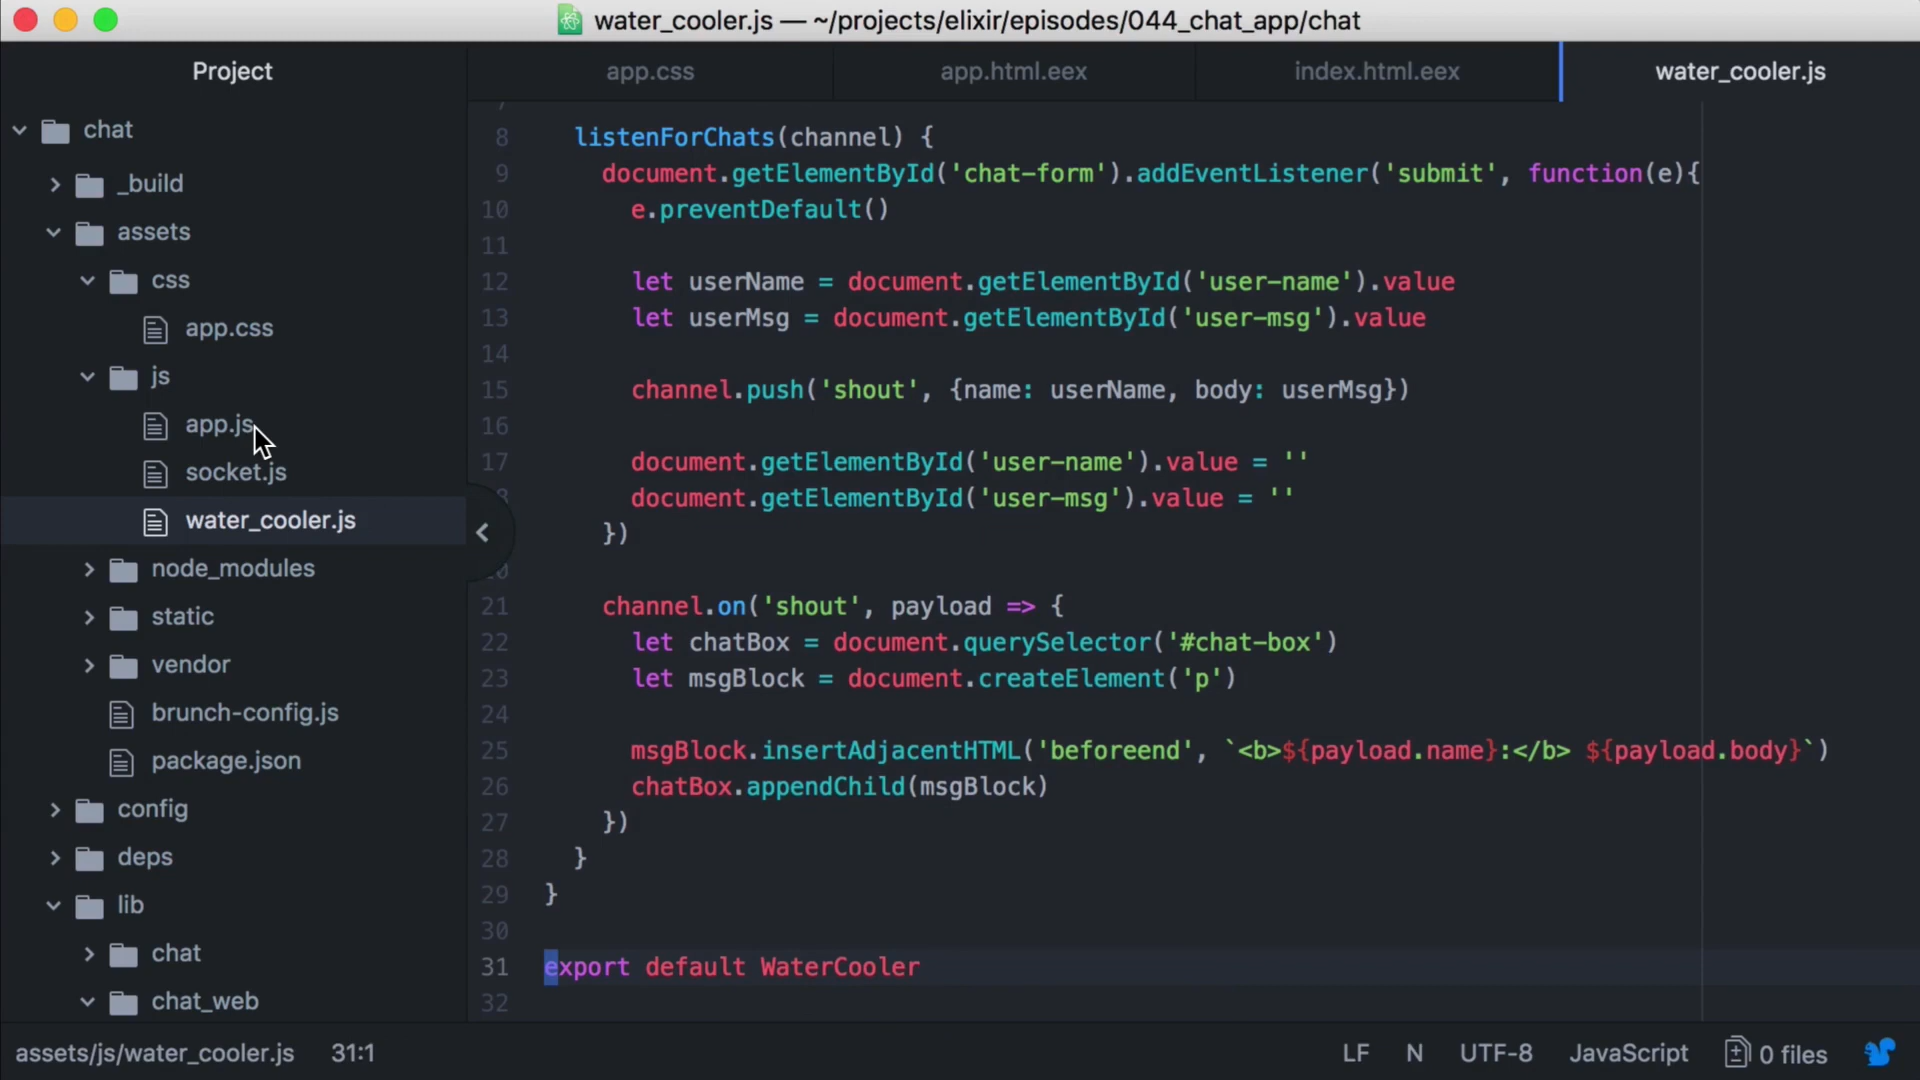 water_cooler.js — ~/projects/elixir/episodes/044_chat_app/chat
Project
chat
_build
assets
css
app.css
js
app.js
socket.js
water_cooler.js
node_modules
static
vendor
brunch-config.js
package.json
config
deps
lib
chat
chat_web
app.css app.html.eex index.html.eex water_cooler.js
8 listenForChats(channel) {
9 document.getElementById('chat-form').addEventListener('submit', function(e){
10 e.preventDefault()
11
12 let userName = document.getElementById('user-name').value
13 let userMsg = document.getElementById('user-msg').value
14
15 channel.push('shout', {name: userName, body: userMsg})
16
17 document.getElementById('user-name').value = ''
document.getElementById('user-msg').value = ''
})
21 channel.on('shout', payload => {
22 let chatBox = document.querySelector('#chat-box')
23 let msgBlock = document.createElement('p')
24
25 msgBlock.insertAdjacentHTML('beforeend', `<b>${payload.name}:</b> ${payload.body}`)
26 chatBox.appendChild(msgBlock)
27 })
28 }
29 }
30
31 export default WaterCooler
32
assets/js/water_cooler.js 31:1 LF N UTF-8 JavaScript 0 files